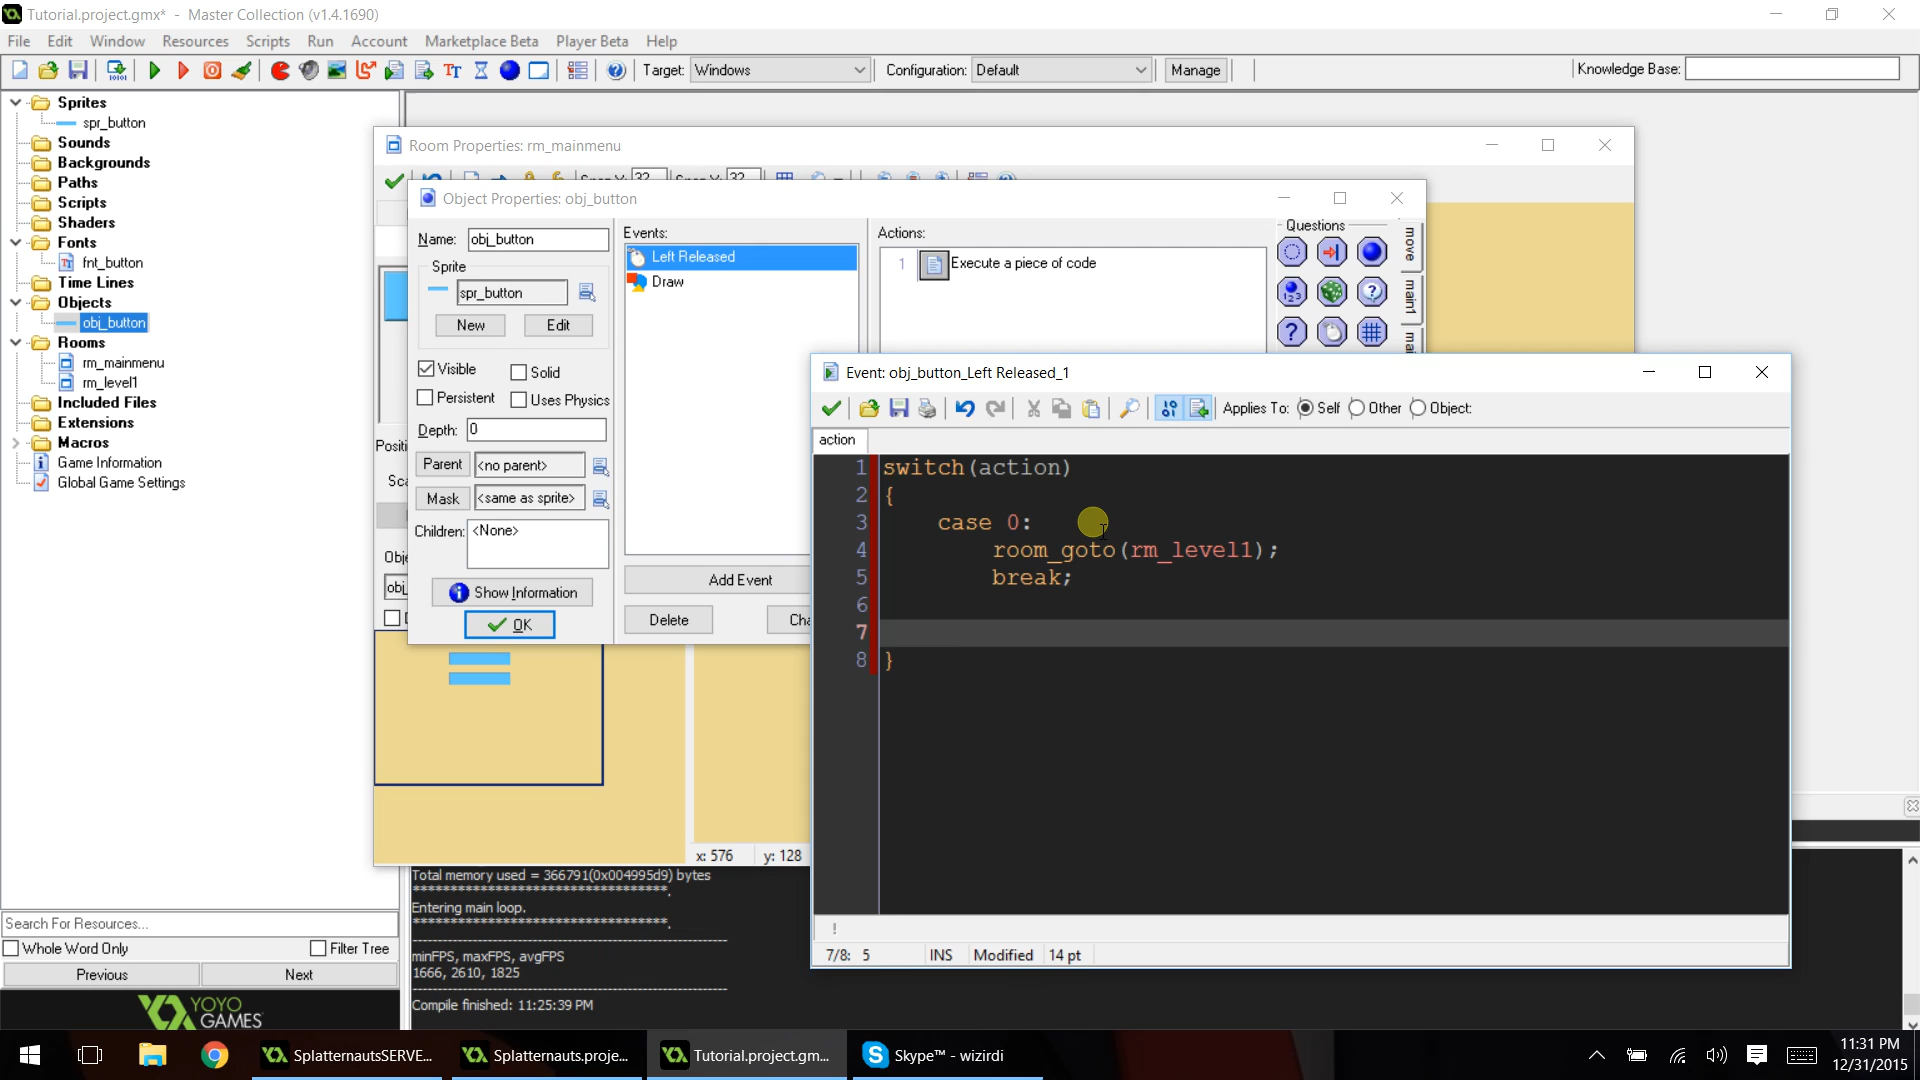 Tutorial.project.gmx* - Master Collection (v1.4.1690)
File Edit Window Resources Scripts Run Account Marketplace Beta Player Beta Help
Target: Windows Configuration: Default Manage Knowledge Base:
Sprites
spr_button
Sounds
Backgrounds
Paths
Scripts
Shaders
Fonts
fnt_button
Time Lines
Objects
obj_button
Rooms
rm_mainmenu
rm_level1
Included Files
Extensions
Macros
Game Information
Global Game Settings
Search For Resources...
Whole Word Only Filter Tree
Previous Next
YOYO
GAMES
Room Properties: rm_mainmenu
Object Properties: obj_button
Name: obj_button
Sprite
spr_button
New Edit
Visible Solid
Persistent Uses Physics
Depth: 0
Parent <no parent>
Mask <same as sprite>
Children: <None>
Show Information
OK
Events:
Left Released
Draw
Add Event
Delete
Actions:
1 Execute a piece of code
Questions
move
main1
x: 576 y: 128
Event: obj_button_Left Released_1
Applies To: Self Other Object:
action
1 switch(action)
2 {
3 case 0:
4 room_goto(rm_level1);
5 break;
6
7
8 }
!
7/8: 5 INS Modified 14 pt
Total memory used = 366791(0x004995d9) bytes
**********************************.
Entering main loop.
**********************************.
minFPS, maxFPS, avgFPS
1666, 2610, 1825
Compile finished: 11:25:39 PM
SplatternautsSERVE... Splatternauts.proje... Tutorial.project.gm... Skype™ - wizirdi
11:31 PM
12/31/2015